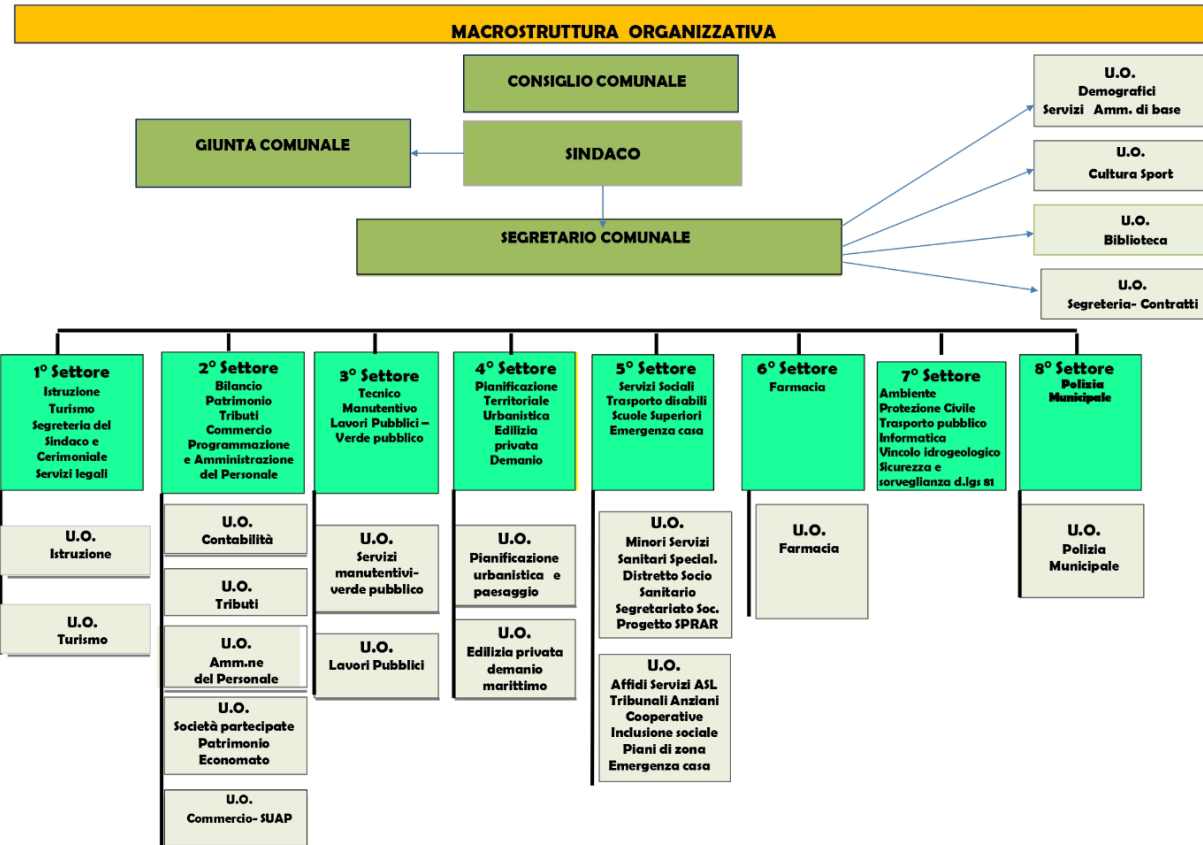 MACROSTRUTTURA ORGANIZZATIVA
CONSIGLIO COMUNALE
GIUNTA COMUNALE
SINDACO
SEGRETARIO COMUNALE
U.O.
Demografici
Servizi Amm. di base
U.O.
Cultura Sport
U.O.
Biblioteca
U.O.
Segreteria- Contratti
1° Settore
Istruzione
Turismo
Segreteria del
Sindaco e
Cerimoniale
Servizi legali
2° Settore
Bilancio
Patrimonio
Tributi
Commercio
Programmazione
e Amministrazione
del Personale
3° Settore
Tecnico
Manutentivo
Lavori Pubblici –
Verde pubblico
4° Settore
Pianificazione
Territoriale
Urbanistica
Edilizia
privata
Demanio
5° Settore
Servizi Sociali
Trasporto disabili
Scuole Superiori
Emergenza casa
6° Settore
Farmacia
7° Settore
Ambiente
Protezione Civile
Trasporto pubblico
Informatica
Vincolo idrogeologico
Sicurezza e
sorveglianza d.lgs 81
8° Settore
Polizia
Municipale
U.O.
Istruzione
U.O.
Turismo
U.O.
Contabilità
U.O.
Tributi
U.O.
Amm.ne
del Personale
U.O.
Società partecipate
Patrimonio
Economato
U.O.
Commercio- SUAP
U.O.
Servizi
manutentivi-
verde pubblico
U.O.
Lavori Pubblici
U.O.
Pianificazione
urbanistica e
paesaggio
U.O.
Edilizia privata
demanio
marittimo
U.O.
Minori Servizi
Sanitari Special.
Distretto Socio
Sanitario
Segretariato Soc.
Progetto SPRAR
U.O.
Affidi Servizi ASL
Tribunali Anziani
Cooperative
Inclusione sociale
Piani di zona
Emergenza casa
U.O.
Farmacia
U.O.
Polizia
Municipale